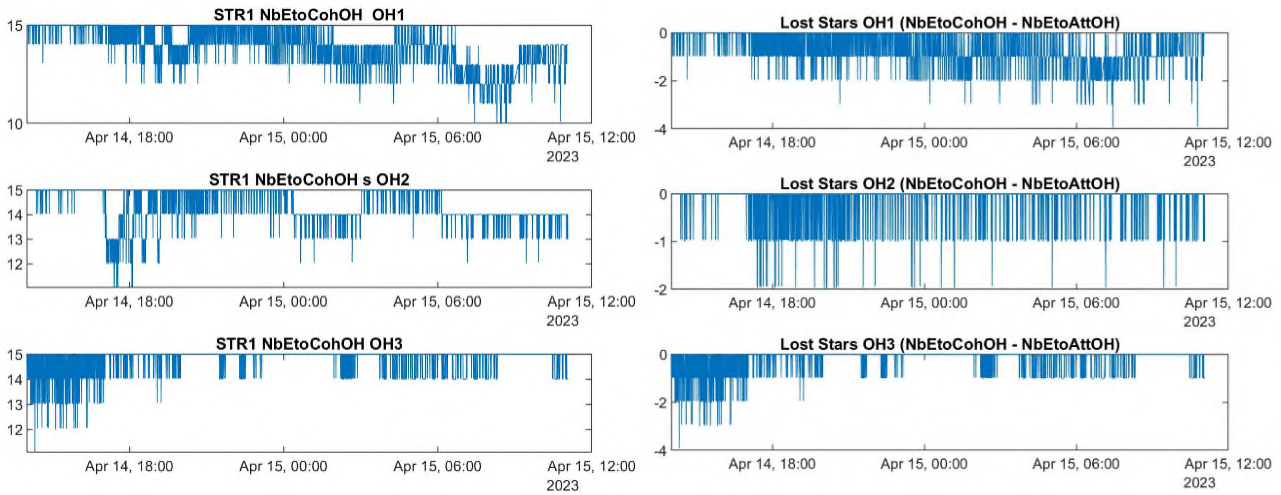 STR1 NbEtoCohOH  OH1
15
10
Apr 14, 18:00
Apr 15, 00:00
Apr 15, 06:00
Apr 15, 12:00
2023
Lost Stars OH1 (NbEtoCohOH - NbEtoAttOH)
0
-2
-4
Apr 14, 18:00
Apr 15, 00:00
Apr 15, 06:00
Apr 15, 12:00
2023
STR1 NbEtoCohOH s OH2
15
14
13
12
Apr 14, 18:00
Apr 15, 00:00
Apr 15, 06:00
Apr 15, 12:00
2023
Lost Stars OH2 (NbEtoCohOH - NbEtoAttOH)
0
-1
-2
Apr 14, 18:00
Apr 15, 00:00
Apr 15, 06:00
Apr 15, 12:00
2023
STR1 NbEtoCohOH OH3
15
14
13
12
Apr 14, 18:00
Apr 15, 00:00
Apr 15, 06:00
Apr 15, 12:00
2023
Lost Stars OH3 (NbEtoCohOH - NbEtoAttOH)
0
-2
-4
Apr 14, 18:00
Apr 15, 00:00
Apr 15, 06:00
Apr 15, 12:00
2023